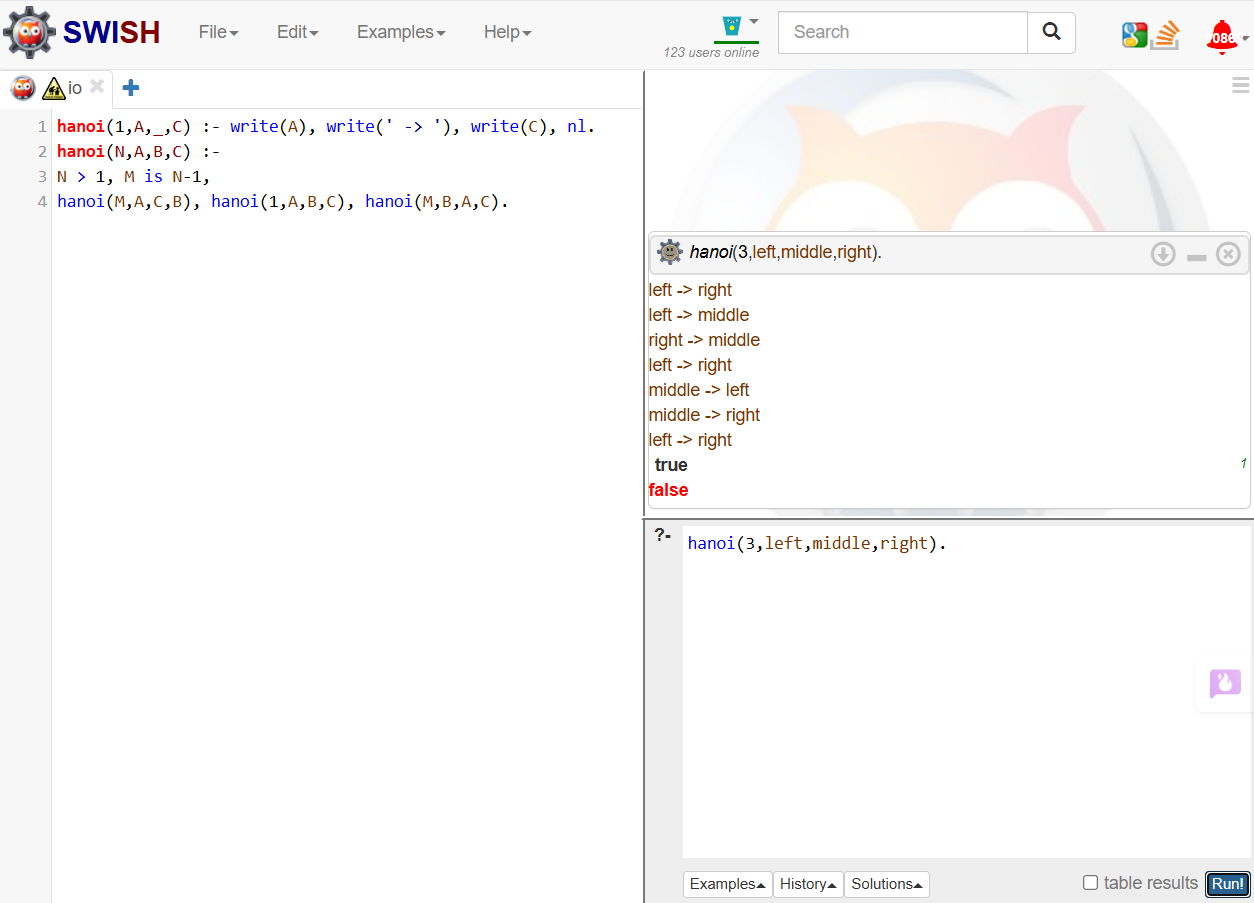 SWISH File Edit Examples Help 123 users online Search
io
1 hanoi(1,A,_,C) :- write(A), write(' -> '), write(C), nl.
2 hanoi(N,A,B,C) :-
3 N > 1, M is N-1,
4 hanoi(M,A,C,B), hanoi(1,A,B,C), hanoi(M,B,A,C).
hanoi(3,left,middle,right).
left -> right
left -> middle
right -> middle
left -> right
middle -> left
middle -> right
left -> right
true 1
false
?- hanoi(3,left,middle,right).
Examples History Solutions table results Run!